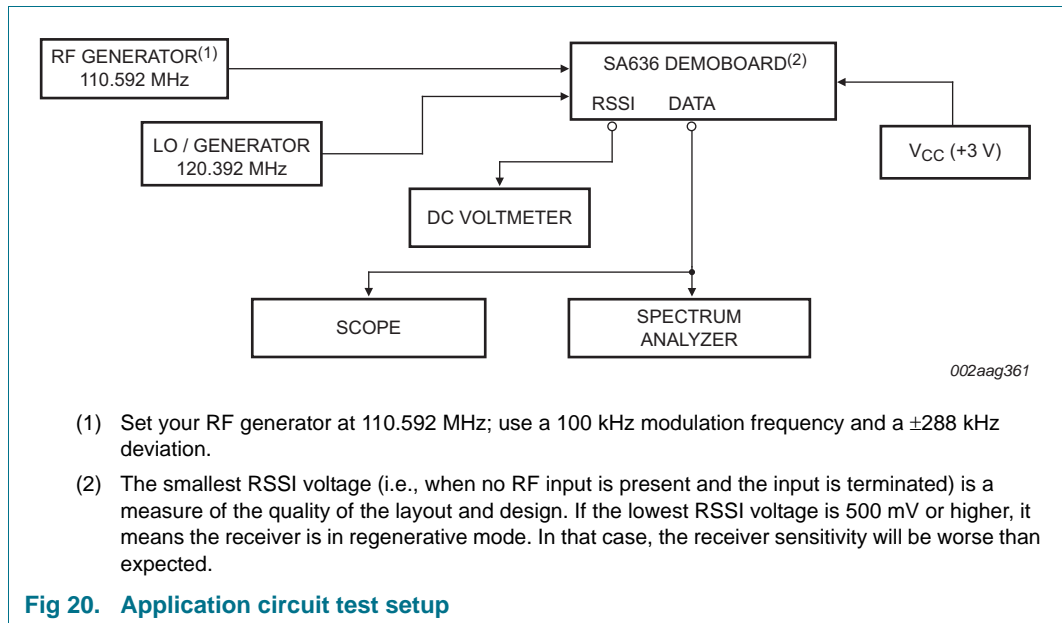 RF GENERATOR(1)
110.592 MHz
SA636 DEMOBOARD(2)
RSSI DATA
LO / GENERATOR
120.392 MHz
VCC (+3 V)
DC VOLTMETER
SCOPE
SPECTRUM
ANALYZER
002aag361
(1) Set your RF generator at 110.592 MHz; use a 100 kHz modulation frequency and a ±288 kHz
deviation.
(2) The smallest RSSI voltage (i.e., when no RF input is present and the input is terminated) is a
measure of the quality of the layout and design. If the lowest RSSI voltage is 500 mV or higher, it
means the receiver is in regenerative mode. In that case, the receiver sensitivity will be worse than
expected.
Fig 20. Application circuit test setup